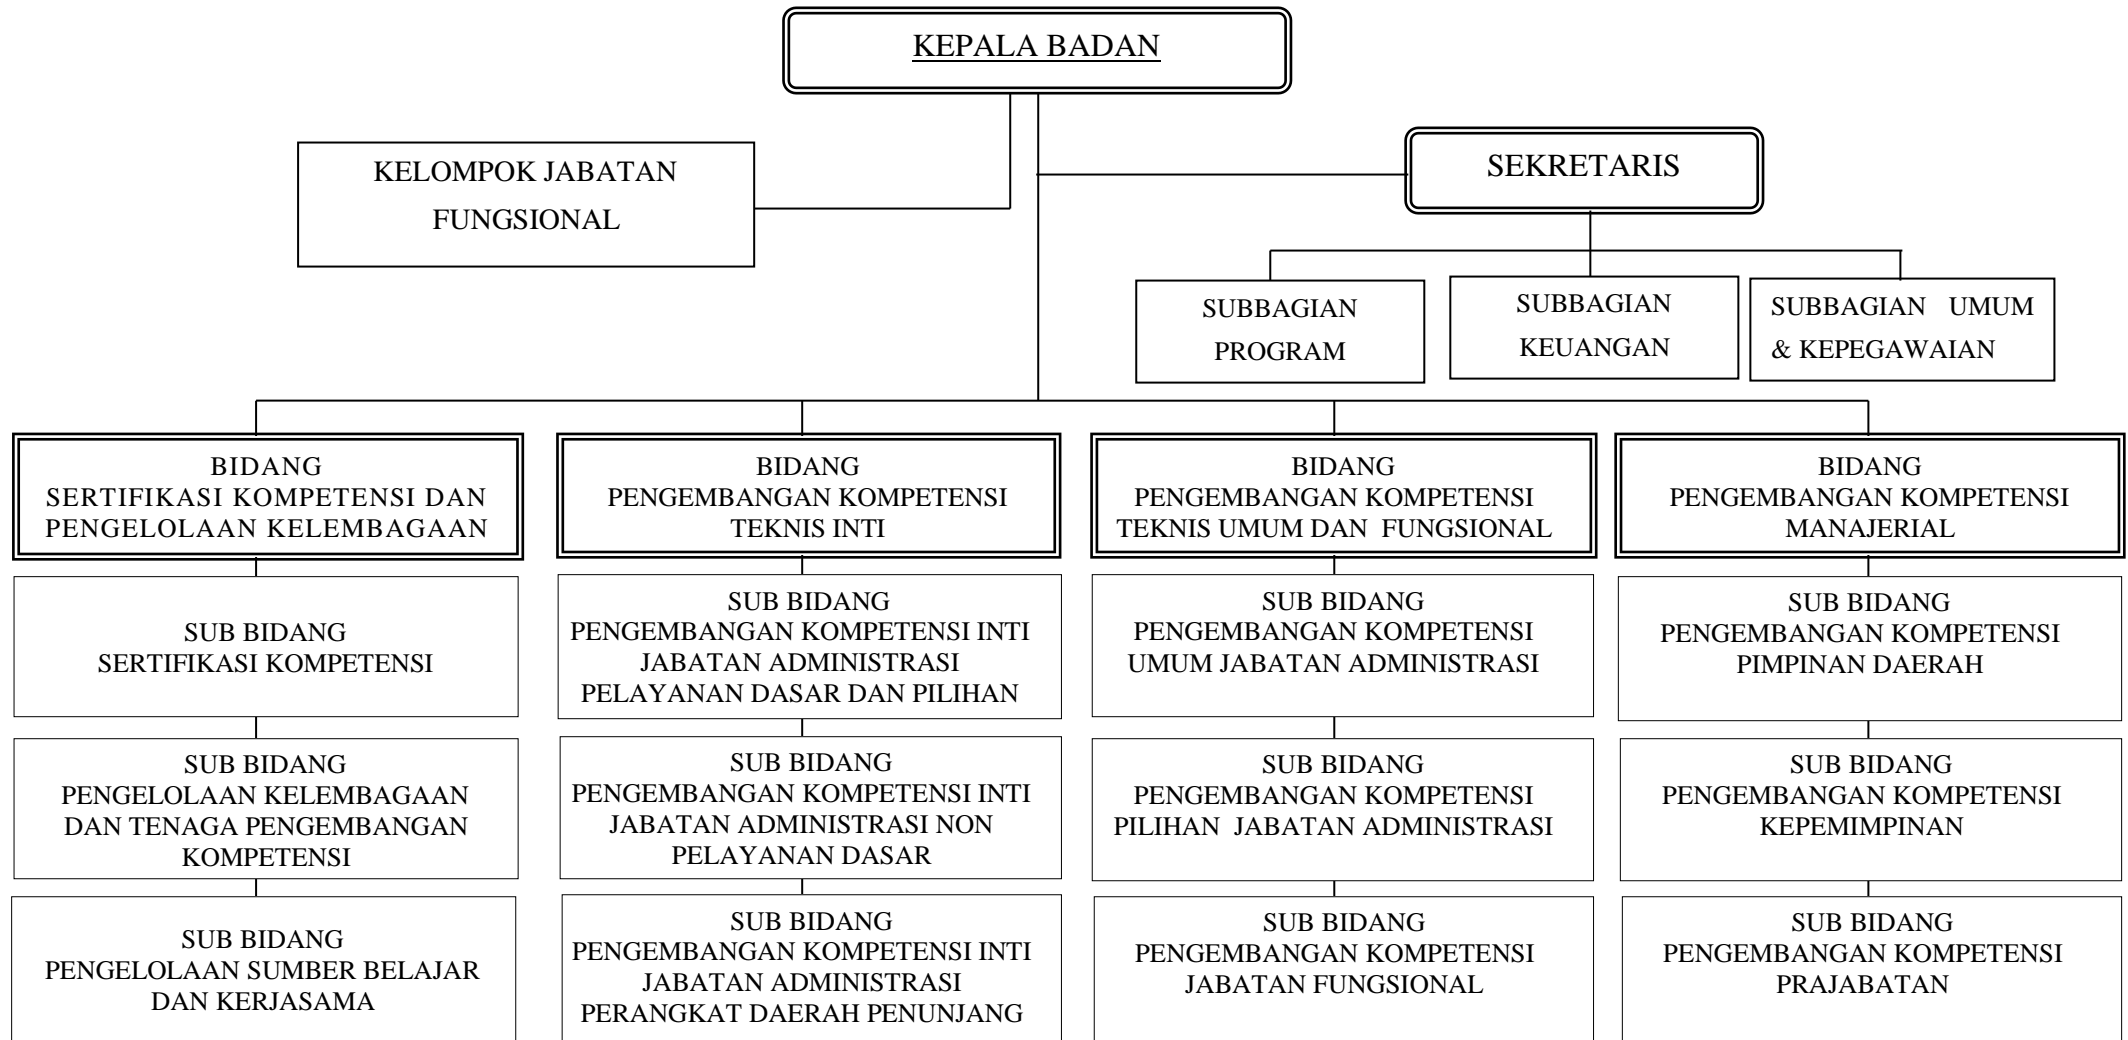 KEPALA BADAN
KELOMPOK JABATAN
FUNGSIONAL
SEKRETARIS
SUBBAGIAN
PROGRAM
SUBBAGIAN
KEUANGAN
SUBBAGIAN UMUM
& KEPEGAWAIAN
BIDANG
SERTIFIKASI KOMPETENSI DAN
PENGELOLAAN KELEMBAGAAN
BIDANG
PENGEMBANGAN KOMPETENSI
TEKNIS INTI
BIDANG
PENGEMBANGAN KOMPETENSI
TEKNIS UMUM DAN FUNGSIONAL
BIDANG
PENGEMBANGAN KOMPETENSI
MANAJERIAL
SUB BIDANG
SERTIFIKASI KOMPETENSI
SUB BIDANG
PENGEMBANGAN KOMPETENSI INTI
JABATAN ADMINISTRASI
PELAYANAN DASAR DAN PILIHAN
SUB BIDANG
PENGEMBANGAN KOMPETENSI
UMUM JABATAN ADMINISTRASI
SUB BIDANG
PENGEMBANGAN KOMPETENSI
PIMPINAN DAERAH
SUB BIDANG
PENGELOLAAN KELEMBAGAAN
DAN TENAGA PENGEMBANGAN
KOMPETENSI
SUB BIDANG
PENGEMBANGAN KOMPETENSI INTI
JABATAN ADMINISTRASI NON
PELAYANAN DASAR
SUB BIDANG
PENGEMBANGAN KOMPETENSI
PILIHAN JABATAN ADMINISTRASI
SUB BIDANG
PENGEMBANGAN KOMPETENSI
KEPEMIMPINAN
SUB BIDANG
PENGELOLAAN SUMBER BELAJAR
DAN KERJASAMA
SUB BIDANG
PENGEMBANGAN KOMPETENSI INTI
JABATAN ADMINISTRASI
PERANGKAT DAERAH PENUNJANG
SUB BIDANG
PENGEMBANGAN KOMPETENSI
JABATAN FUNGSIONAL
SUB BIDANG
PENGEMBANGAN KOMPETENSI
PRAJABATAN